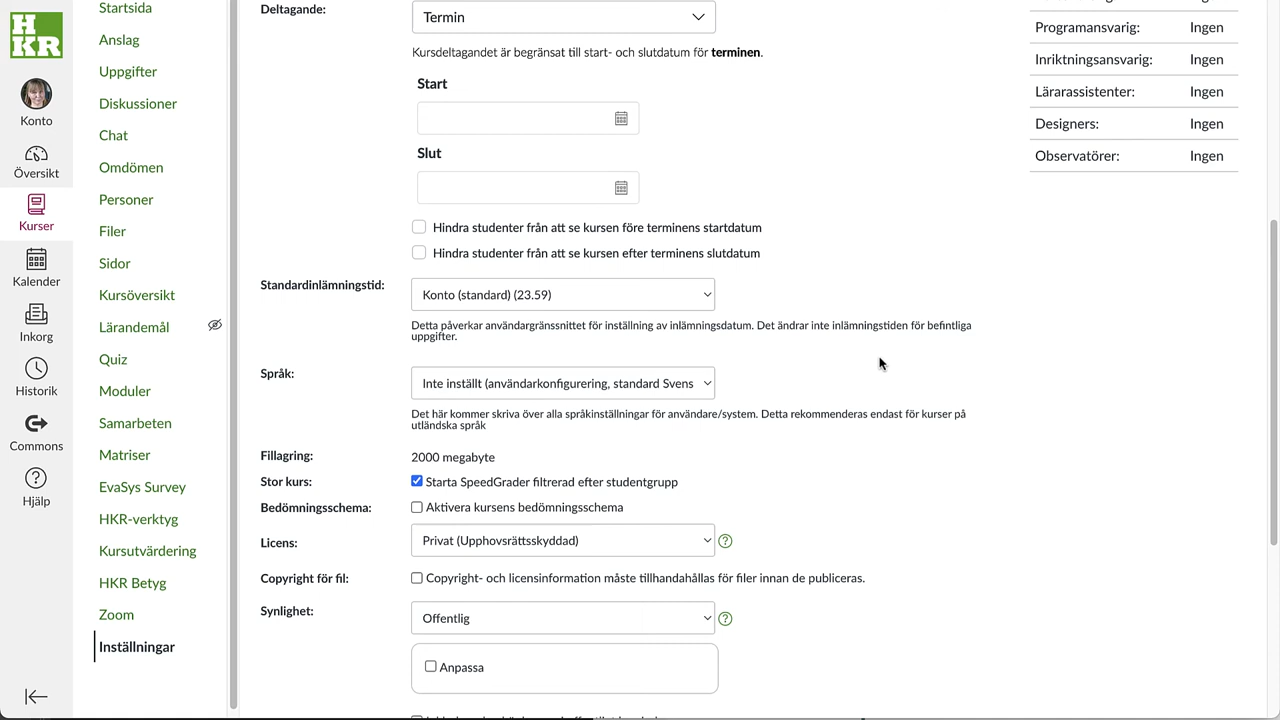 HKR
Konto
Översikt
Kurser
Kalender
Inkorg
Historik
Commons
Hjälp
Startsida
Anslag
Uppgifter
Diskussioner
Chat
Omdömen
Personer
Filer
Sidor
Kursöversikt
Lärandemål
Quiz
Moduler
Samarbeten
Matriser
EvaSys Survey
HKR-verktyg
Kursutvärdering
HKR Betyg
Zoom
Inställningar
Deltagande:
Termin
Kursdeltagandet är begränsat till start- och slutdatum för terminen.
Start
Slut
Hindra studenter från att se kursen före terminens startdatum
Hindra studenter från att se kursen efter terminens slutdatum
Standardinlämningstid:
Konto (standard) (23.59)
Detta påverkar användargränssnittet för inställning av inlämningsdatum. Det ändrar inte inlämningstiden för befintliga
uppgifter.
Språk:
Inte inställt (användarkonfigurering, standard Svens
Det här kommer skriva över alla språkinställningar för användare/system. Detta rekommenderas endast för kurser på
utländska språk
Fillagring:
2000 megabyte
Stor kurs:
Starta SpeedGrader filtrerad efter studentgrupp
Bedömningsschema:
Aktivera kursens bedömningsschema
Licens:
Privat (Upphovsrättsskyddad)
Copyright för fil:
Copyright- och licensinformation måste tillhandahållas för filer innan de publiceras.
Synlighet:
Offentlig
Anpassa
Programansvarig: Ingen
Inriktningsansvarig: Ingen
Lärarassistenter: Ingen
Designers: Ingen
Observatörer: Ingen